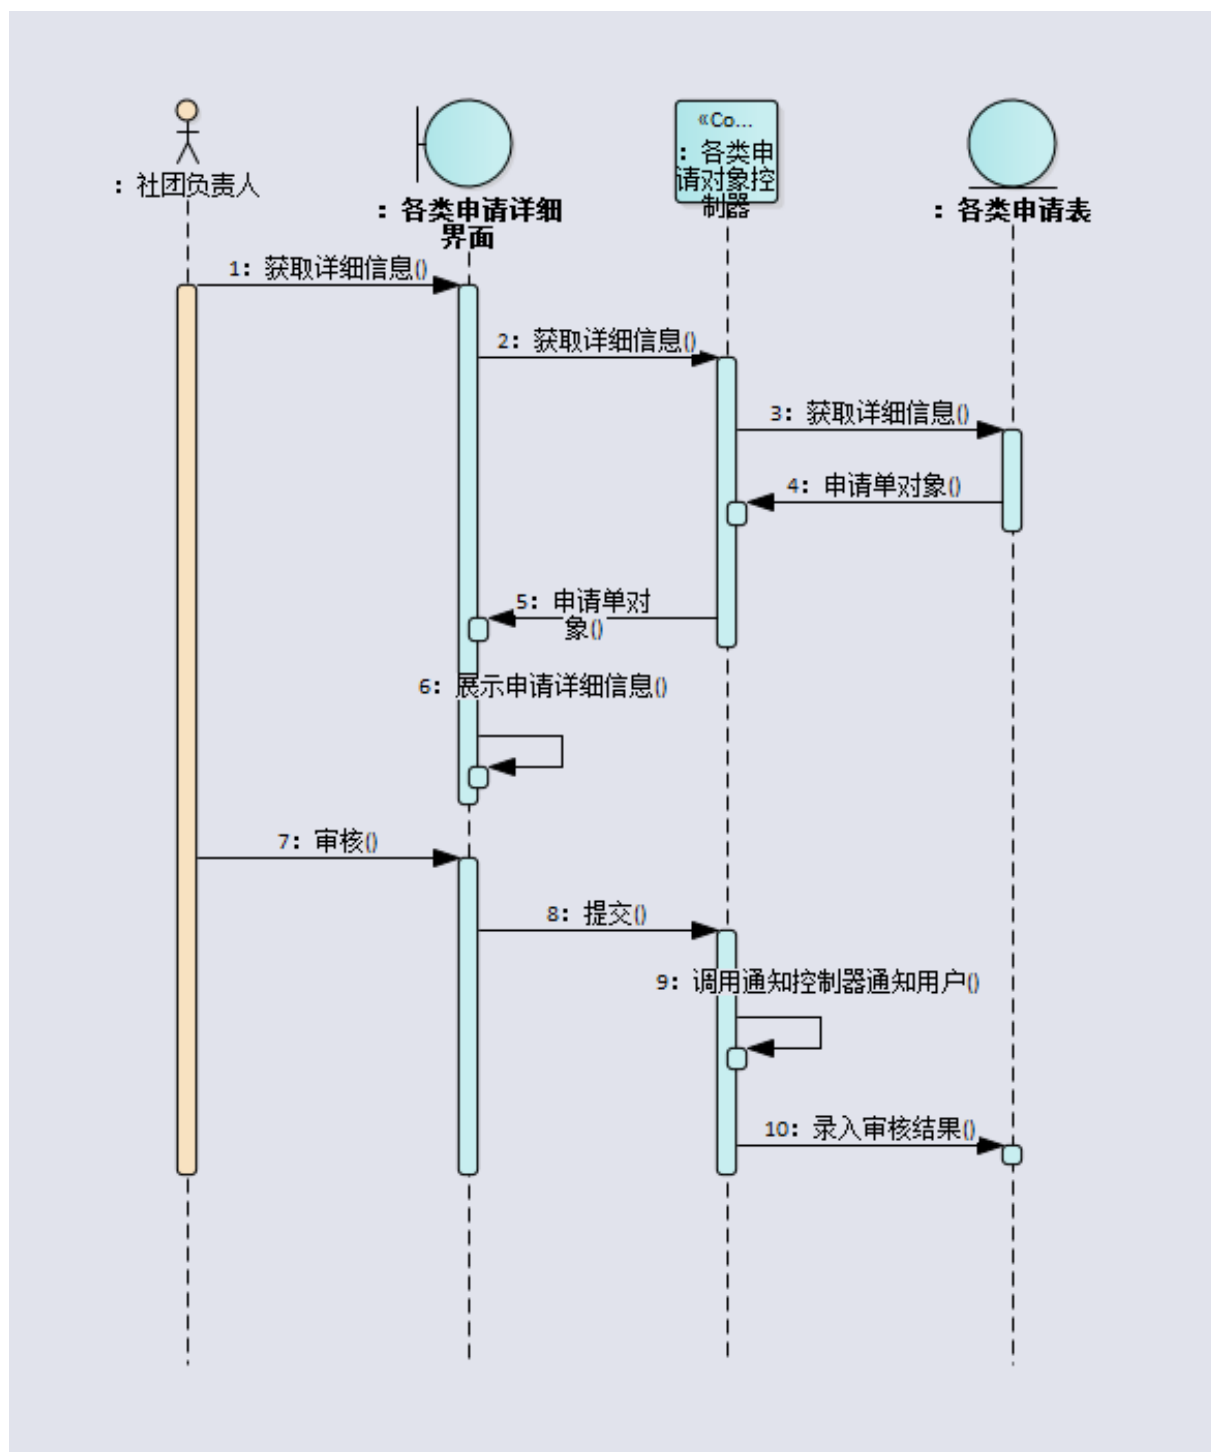 : 社团负责人
: 各类申请详细
界面
«Co...
: 各类申
请对象控
制器
: 各类申请表
1: 获取详细信息()
2: 获取详细信息()
3: 获取详细信息()
4: 申请单对象()
5: 申请单对
象()
6: 展示申请详细信息()
7: 审核()
8: 提交()
9: 调用通知控制器通知用户()
10: 录入审核结果()